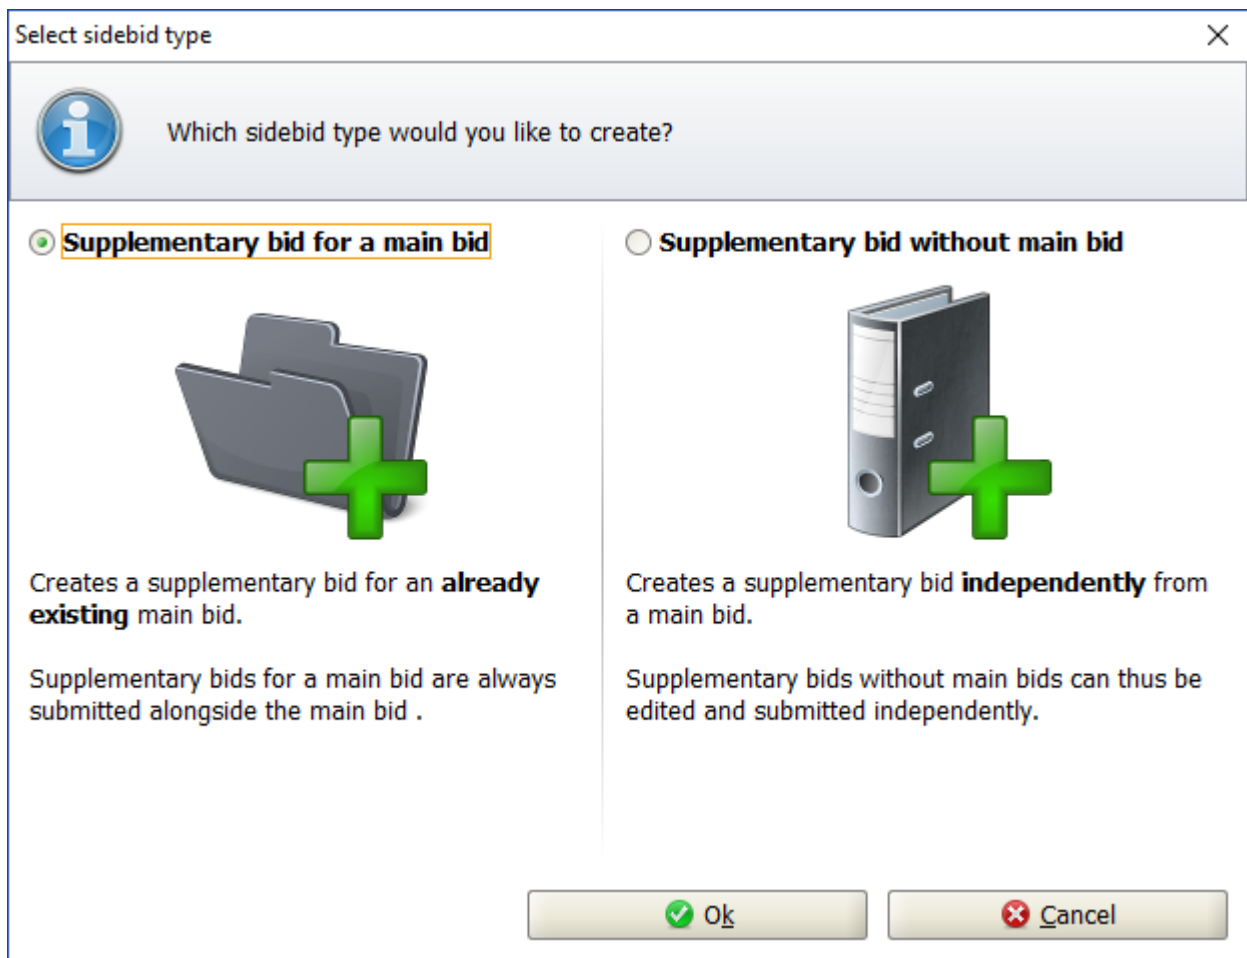 Select sidebid type
Which sidebid type would you like to create?
Supplementary bid for a main bid
Supplementary bid without main bid
Creates a supplementary bid for an already
existing main bid.
Supplementary bids for a main bid are always
submitted alongside the main bid .
Creates a supplementary bid independently from
a main bid.
Supplementary bids without main bids can thus be
edited and submitted independently.
Ok
Cancel